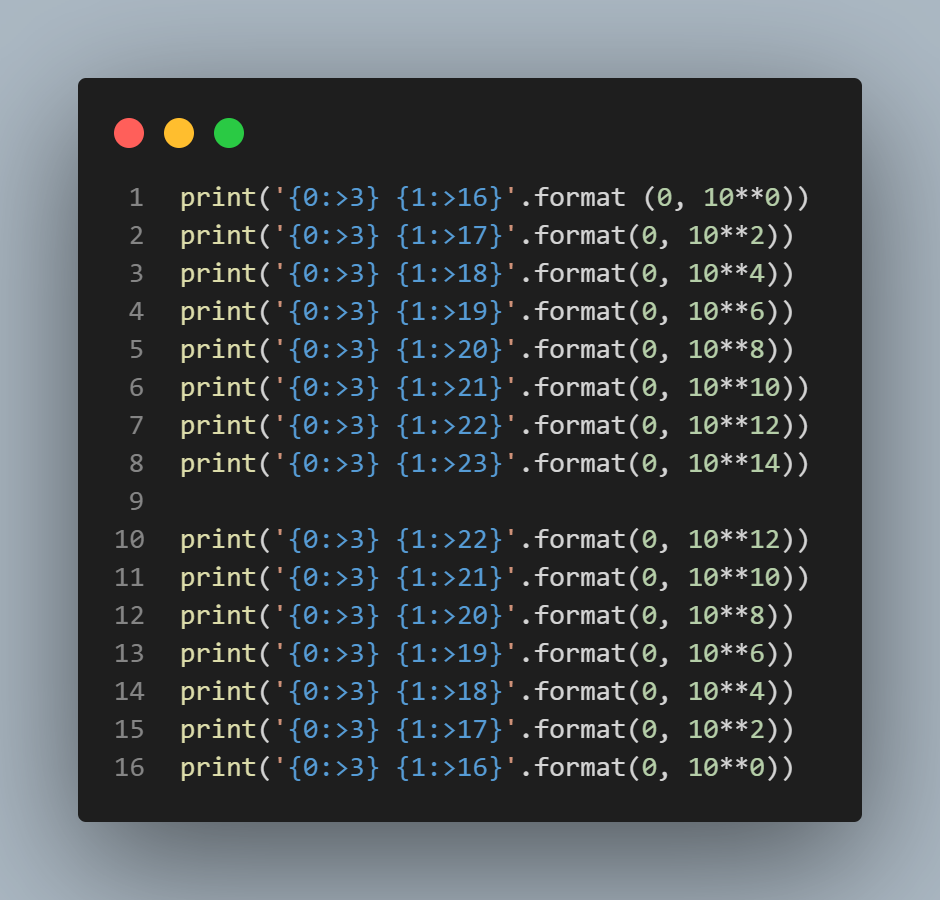 1 print('{0:>3} {1:>16}'.format (0, 10**0))
2 print('{0:>3} {1:>17}'.format(0, 10**2))
3 print('{0:>3} {1:>18}'.format(0, 10**4))
4 print('{0:>3} {1:>19}'.format(0, 10**6))
5 print('{0:>3} {1:>20}'.format(0, 10**8))
6 print('{0:>3} {1:>21}'.format(0, 10**10))
7 print('{0:>3} {1:>22}'.format(0, 10**12))
8 print('{0:>3} {1:>23}'.format(0, 10**14))
9
10 print('{0:>3} {1:>22}'.format(0, 10**12))
11 print('{0:>3} {1:>21}'.format(0, 10**10))
12 print('{0:>3} {1:>20}'.format(0, 10**8))
13 print('{0:>3} {1:>19}'.format(0, 10**6))
14 print('{0:>3} {1:>18}'.format(0, 10**4))
15 print('{0:>3} {1:>17}'.format(0, 10**2))
16 print('{0:>3} {1:>16}'.format(0, 10**0))